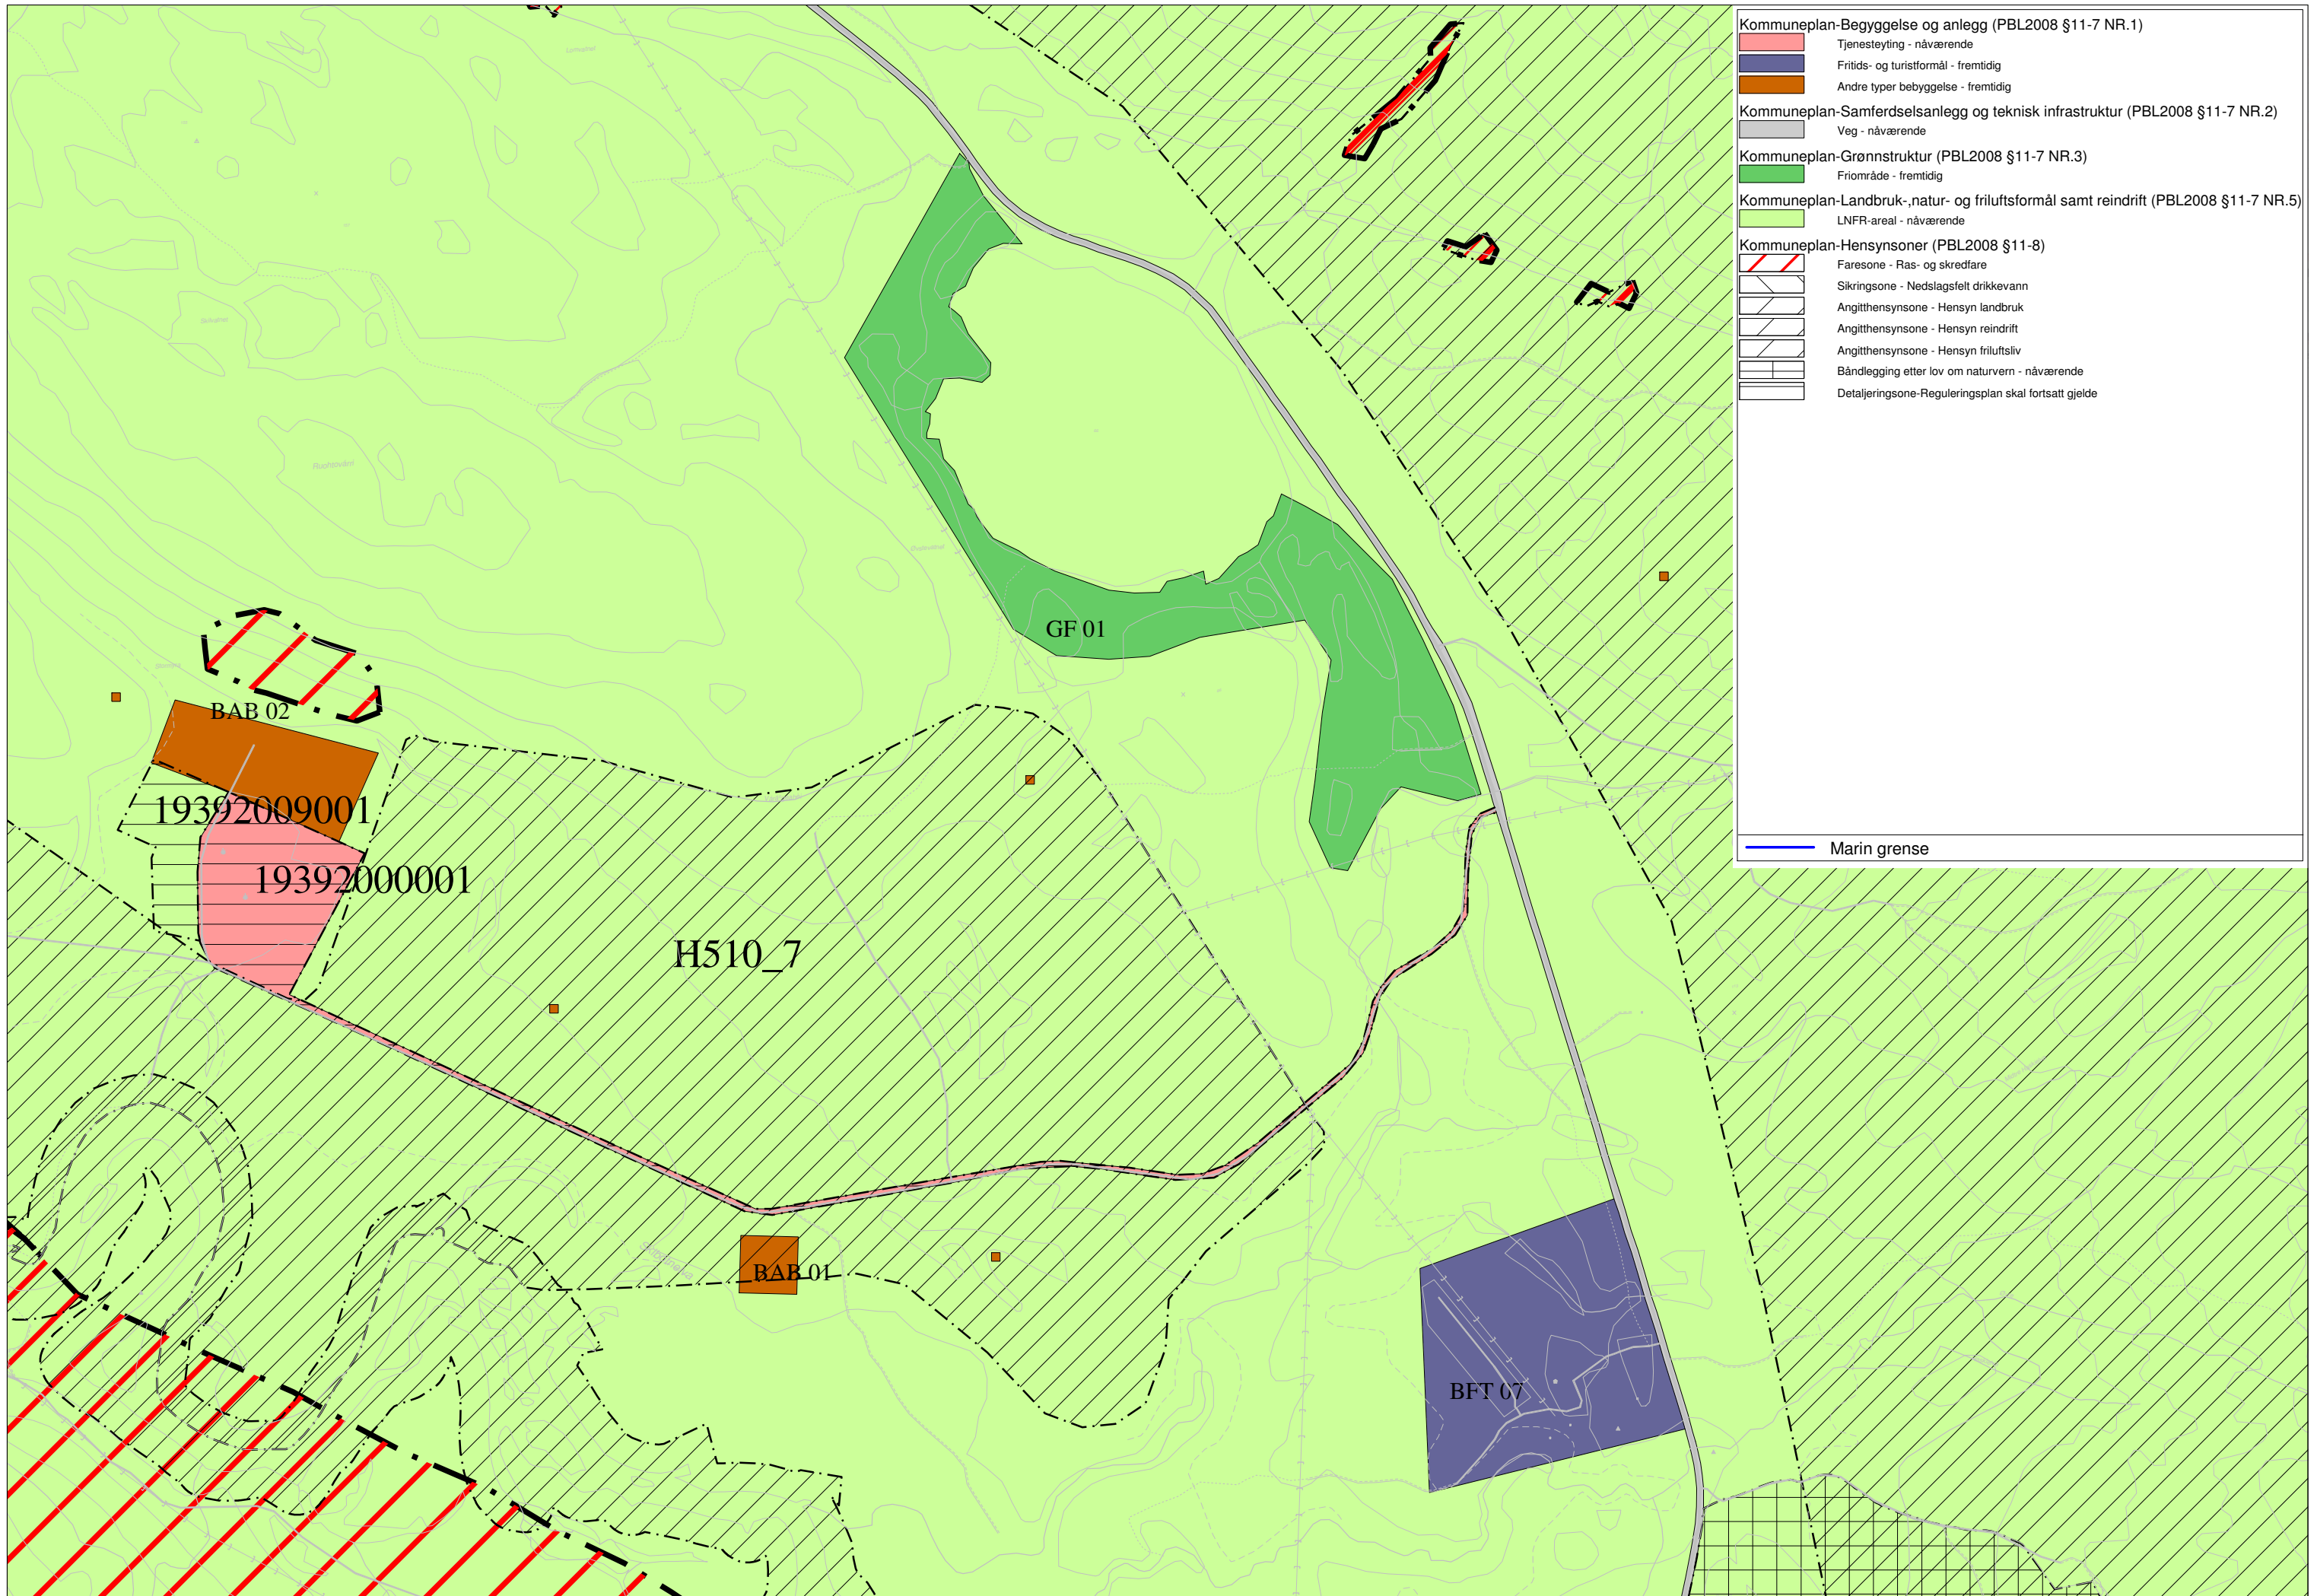 Kommuneplan-Begyggelse og anlegg (PBL2008 §11-7 NR.1)
Tjenesteyting - nåværende
Fritids- og turistformål - fremtidig
Andre typer bebyggelse - fremtidig
Kommuneplan-Samferdselsanlegg og teknisk infrastruktur (PBL2008 §11-7 NR.2)
Veg - nåværende
Kommuneplan-Grønnstruktur (PBL2008 §11-7 NR.3)
Friområde - fremtidig
Kommuneplan-Landbruk-,natur- og friluftsformål samt reindrift (PBL2008 §11-7 NR.5)
LNFR-areal - nåværende
Kommuneplan-Hensynsoner (PBL2008 §11-8)
Faresone - Ras- og skredfare
Sikringsone - Nedslagsfelt drikkevann
Angitthensynsone - Hensyn landbruk
Angitthensynsone - Hensyn reindrift
Angitthensynsone - Hensyn friluftsliv
Båndlegging etter lov om naturvern - nåværende
Detaljeringsone-Reguleringsplan skal fortsatt gjelde
Marin grense
GF 01
BAB 02
19392009001
19392000001
H510_7
BAB 01
BFT 07